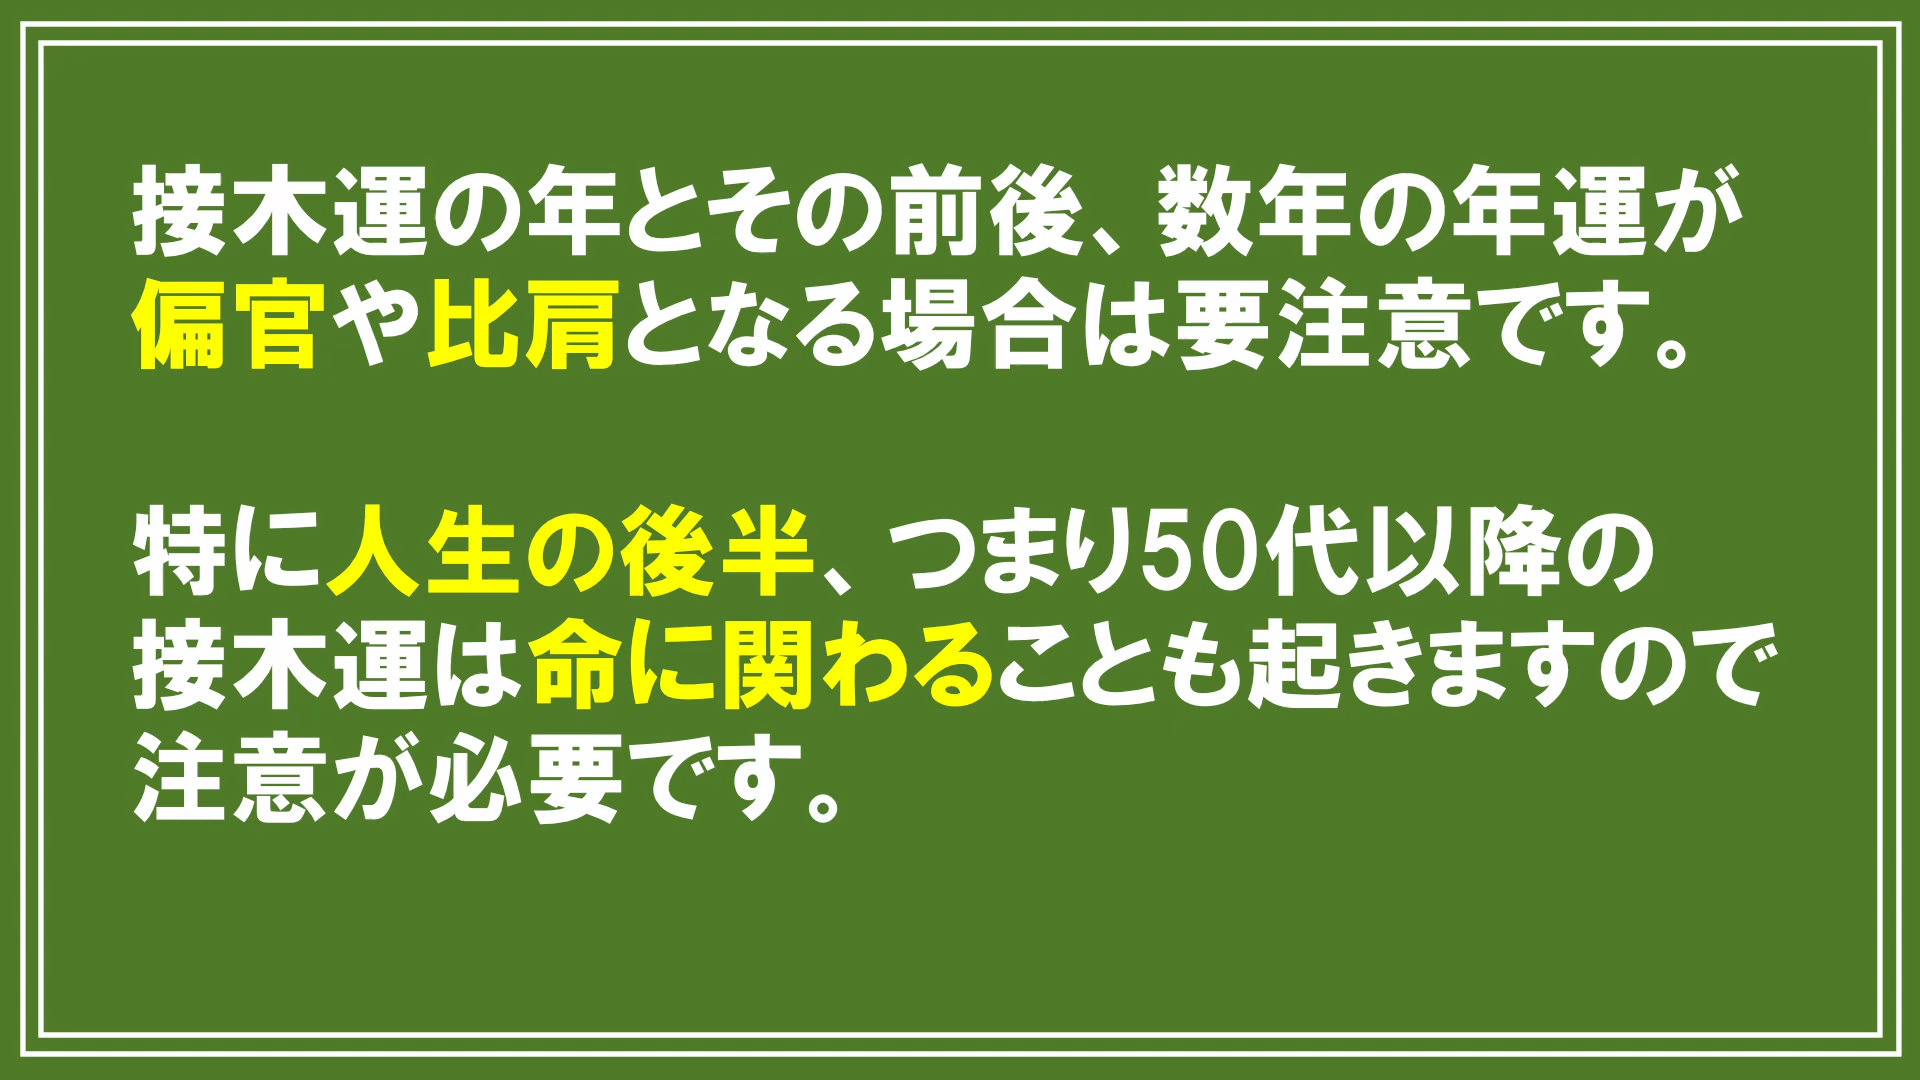 接木運の年とその前後、数年の年運が
偏官や比肩となる場合は要注意です。
特に人生の後半、つまり50代以降の
接木運は命に関わることも起きますので
注意が必要です。